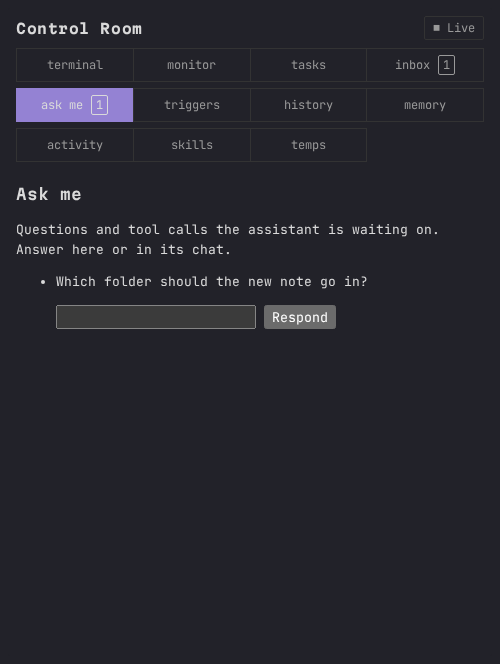 Control Room
Live
terminal
monitor
tasks
inbox 1
ask me 1
triggers
history
memory
activity
skills
temps
Ask me
Questions and tool calls the assistant is waiting on.
Answer here or in its chat.
Which folder should the new note go in?
Respond